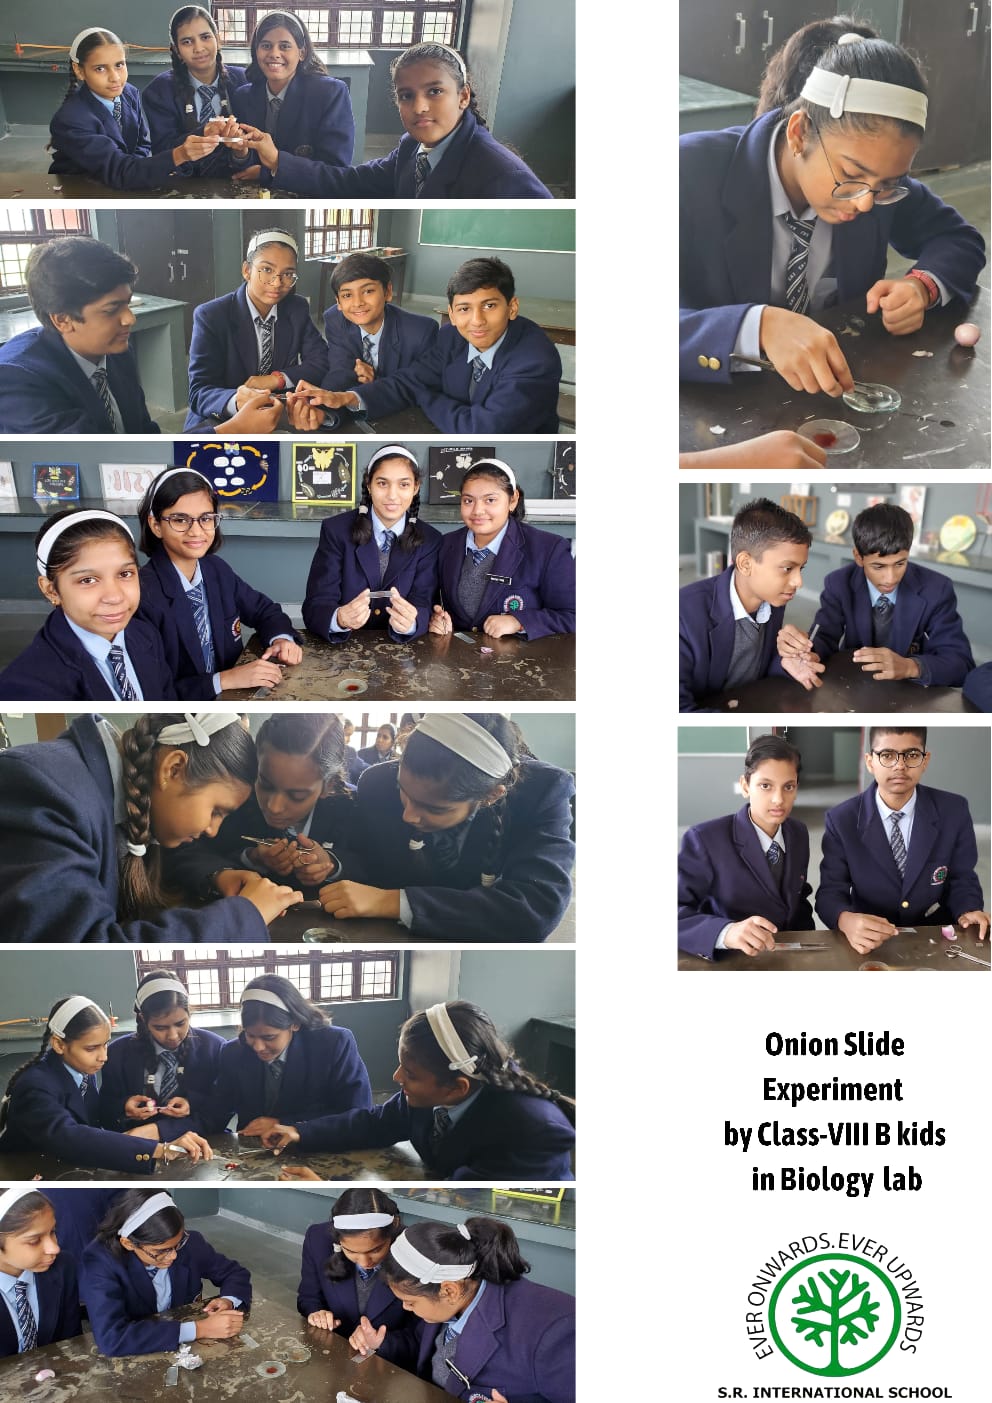 Onion Slide
Experiment
by Class-VIII B kids
in Biology lab
EVER ONWARDS.EVER UPWARDS
S.R. INTERNATIONAL SCHOOL